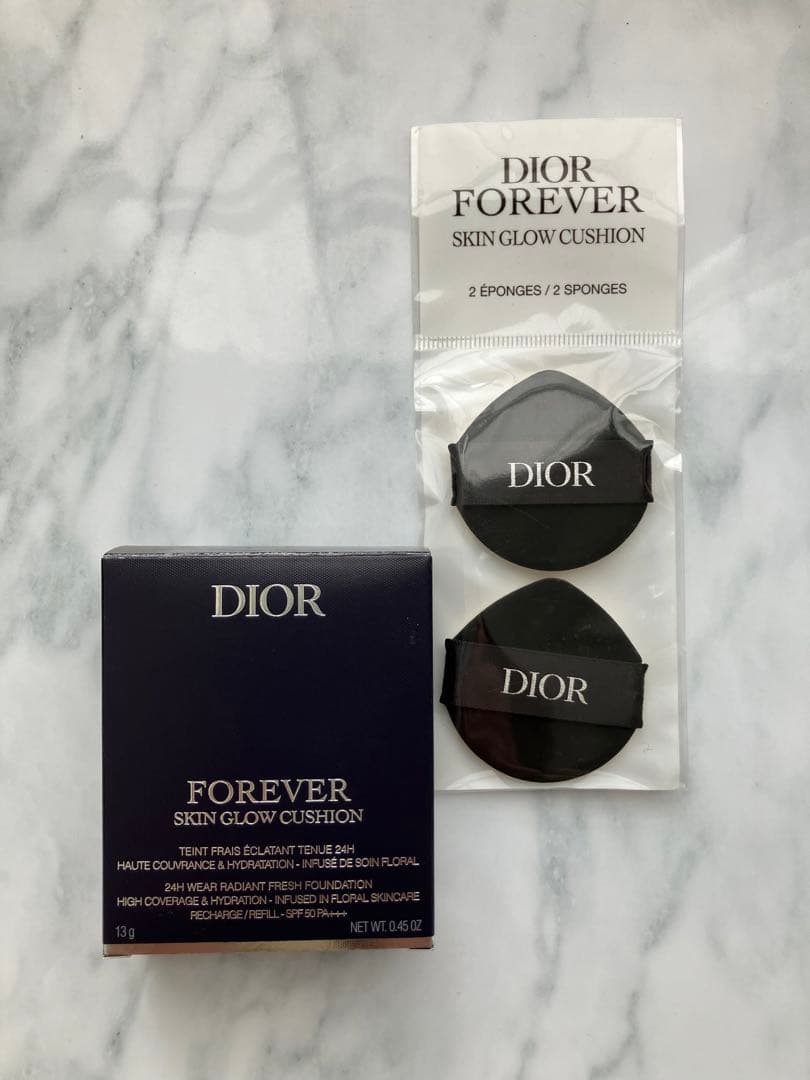 DIOR
FOREVER
SKIN GLOW CUSHION
2 ÉPONGES / 2 SPONGES
DIOR
DIOR
DIOR
FOREVER
SKIN GLOW CUSHION
TEINT FRAIS ÉCLATANT TENUE 24H
HAUTE COUVRANCE & HYDRATATION - INFUSÉ DE SOIN FLORAL
24H WEAR RADIANT FRESH FOUNDATION
HIGH COVERAGE & HYDRATION - INFUSED IN FLORAL SKINCARE
RECHARGE / REFILL - SPF 50 PA+++
13 g NET WT. 0.45 OZ